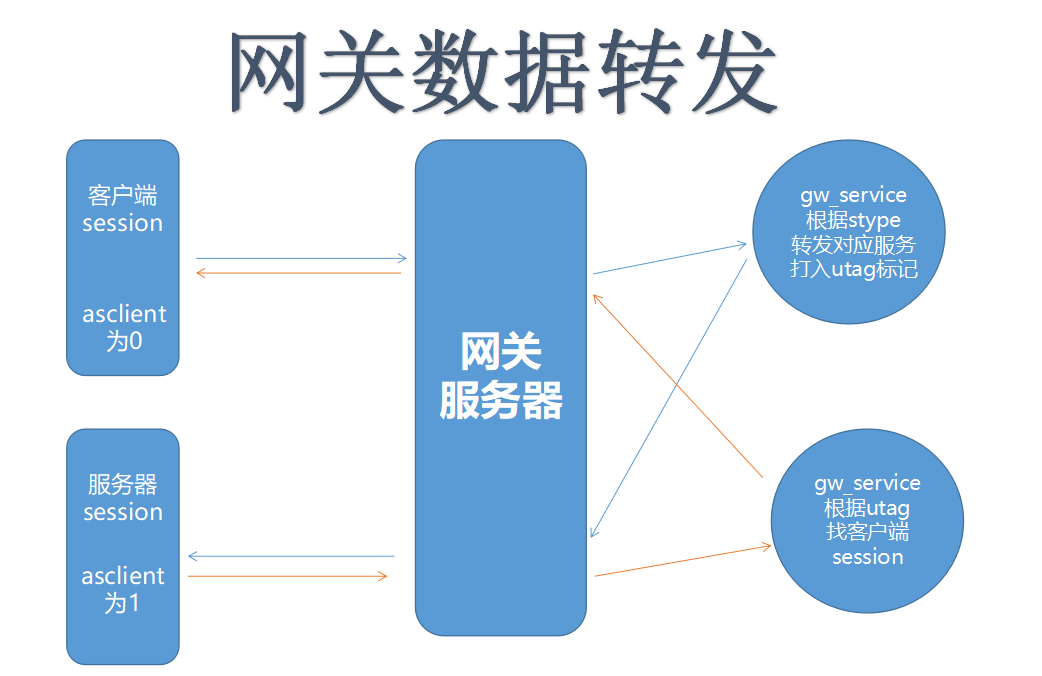 网关数据转发
客户端
session
asclient
为0
服务器
session
asclient
为1
网关
服务器
gw_service
根据stype
转发对应服务
打入utag标记
gw_service
根据utag
找客户端
session